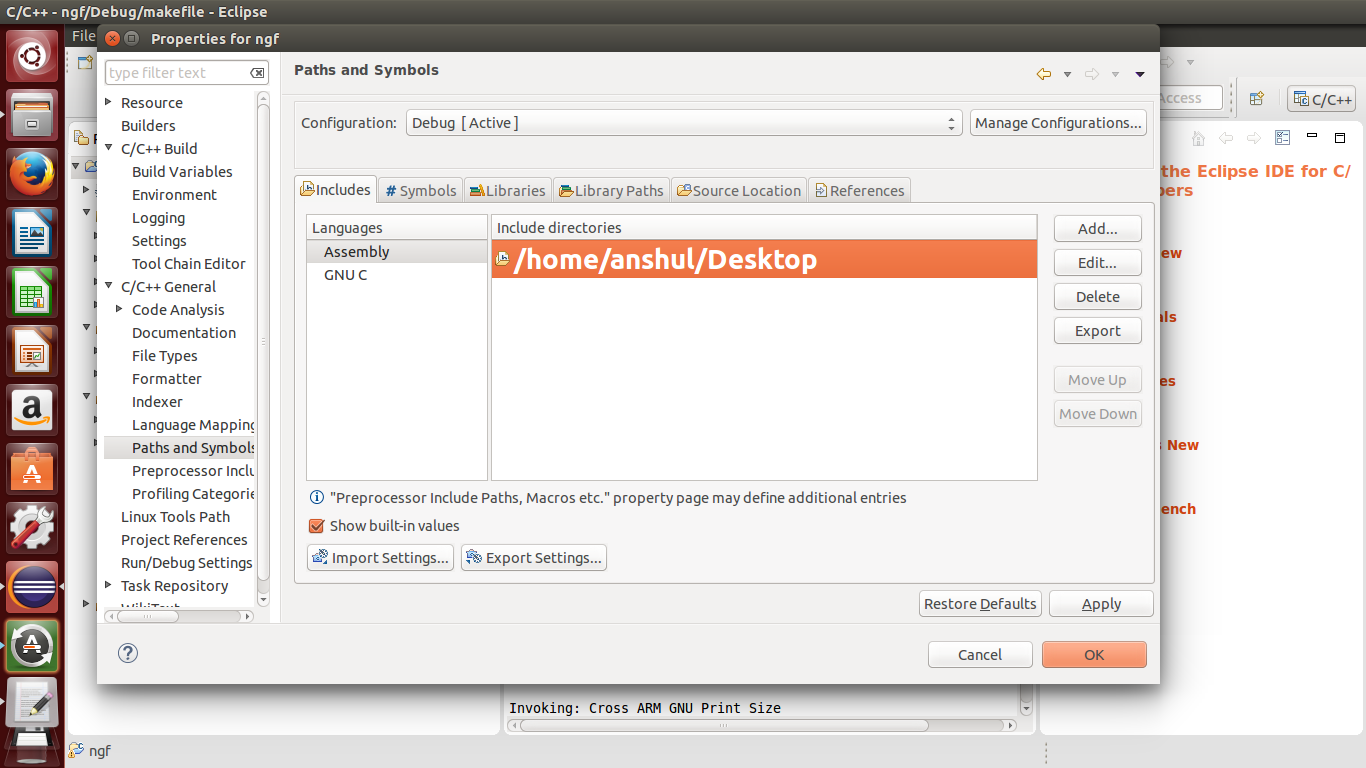 C/C++ - ngf/Debug/makefile - Eclipse
File
Properties for ngf
type filter text
Resource
Builders
C/C++ Build
Build Variables
Environment
Logging
Settings
Tool Chain Editor
C/C++ General
Code Analysis
Documentation
File Types
Formatter
Indexer
Language Mapping
Paths and Symbols
Preprocessor Inclu
Profiling Categorie
Linux Tools Path
Project References
Run/Debug Settings
Task Repository
WikiText
Paths and Symbols
Configuration:
Debug [ Active ]
Manage Configurations...
Includes
# Symbols
Libraries
Library Paths
Source Location
References
Languages
Include directories
Assembly
GNU C
/home/anshul/Desktop
Add...
Edit...
Delete
Export
Move Up
Move Down
"Preprocessor Include Paths, Macros etc." property page may define additional entries
Show built-in values
Import Settings...
Export Settings...
Restore Defaults
Apply
Cancel
OK
Access
C/C++
the Eclipse IDE for C/
pers
ew
als
es
s New
ench
Invoking: Cross ARM GNU Print Size
ngf